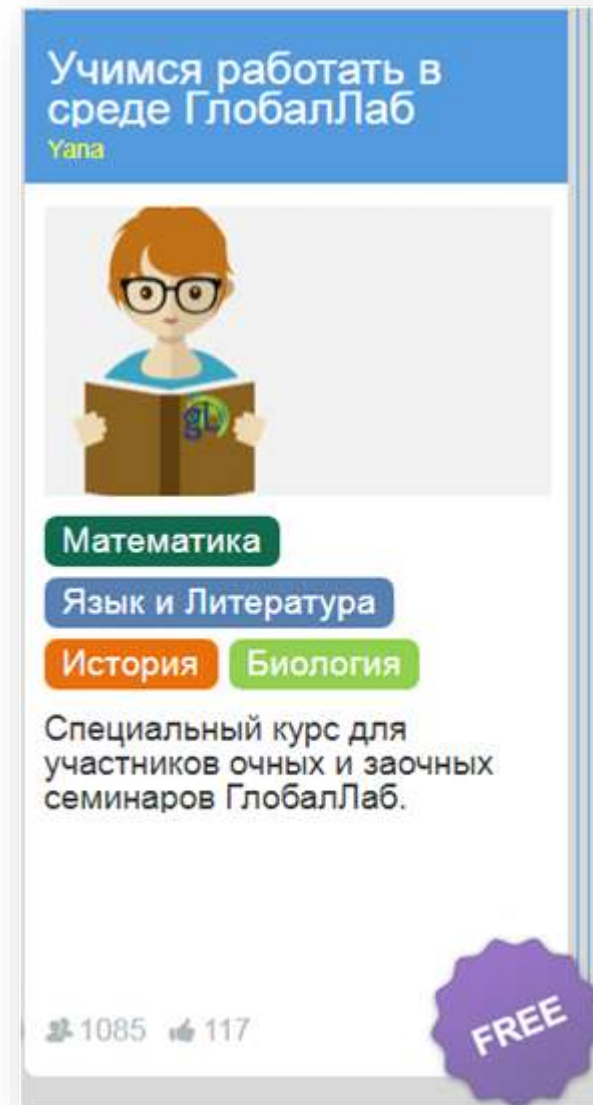 Учимся работать в
среде ГлобалЛаб
Yana
gL
Математика
Язык и Литература
История Биология
Специальный курс для
участников очных и заочных
семинаров ГлобалЛаб.
1085 117
FREE